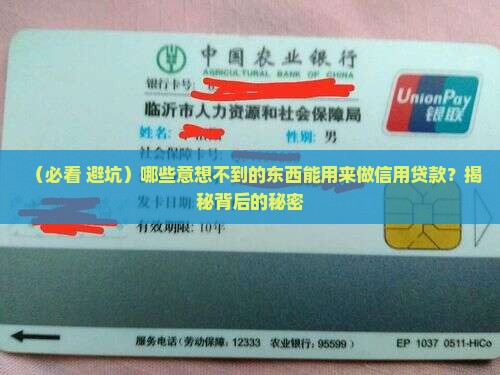 中国农业银行
AGRICULTURAL BANK OF CHINA
银行卡号:
UnionPay
银联
临沂市人力资源和社会保障局
姓名: 性别: 男
社会保障号
(必看 避坑)哪些意想不到的东西能用来做信用贷款?揭
秘背后的秘密
发卡日期:
有效期限: 10年
服务电话(劳动保障: 12333 农业银行: 95599 )
EP 1037 0511-HiCo